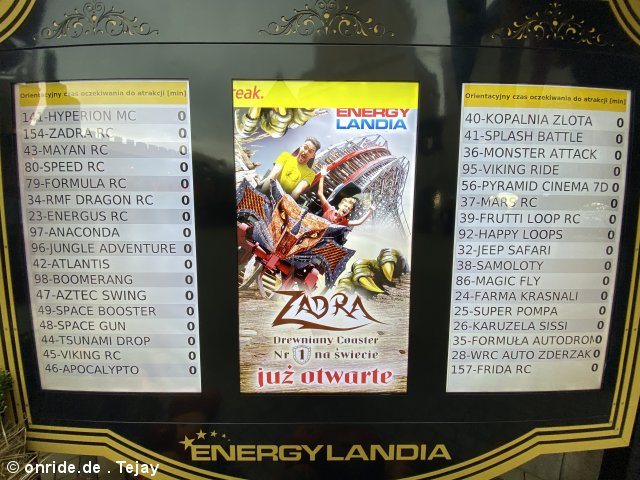 Orientacyjny czas oczekiwania do atrakcji [min]
141-HYPERION MC 0
154-ZADRA RC 0
43-MAYAN RC 0
80-SPEED RC 0
79-FORMULA RC 0
34-RMF DRAGON RC 0
23-ENERGUS RC 0
97-ANACONDA 0
96-JUNGLE ADVENTURE 0
42-ATLANTIS 0
98-BOOMERANG 0
47-AZTEC SWING 0
49-SPACE BOOSTER 0
48-SPACE GUN 0
44-TSUNAMI DROP 0
45-VIKING RC 0
46-APOCALYPTO 0
reak.
ENERGY
LANDIA
ZADRA
Drewniany Coaster
Nr 1 na świecie
już otwarte
Orientacyjny czas oczekiwania do atrakcji [min]
40-KOPALNIA ZLOTA 0
41-SPLASH BATTLE 0
36-MONSTER ATTACK 0
95-VIKING RIDE 0
56-PYRAMID CINEMA 7D 0
37-MARS RC 0
39-FRUTTI LOOP RC 0
92-HAPPY LOOPS 0
32-JEEP SAFARI 0
38-SAMOLOTY 0
86-MAGIC FLY 0
24-FARMA KRASNALI 0
25-SUPER POMPA 0
26-KARUZELA SISSI 0
35-FORMUŁA AUTODROM 0
28-WRC AUTO ZDERZAK 0
157-FRIDA RC 0
ENERGYLANDIA
© onride.de . Tejay